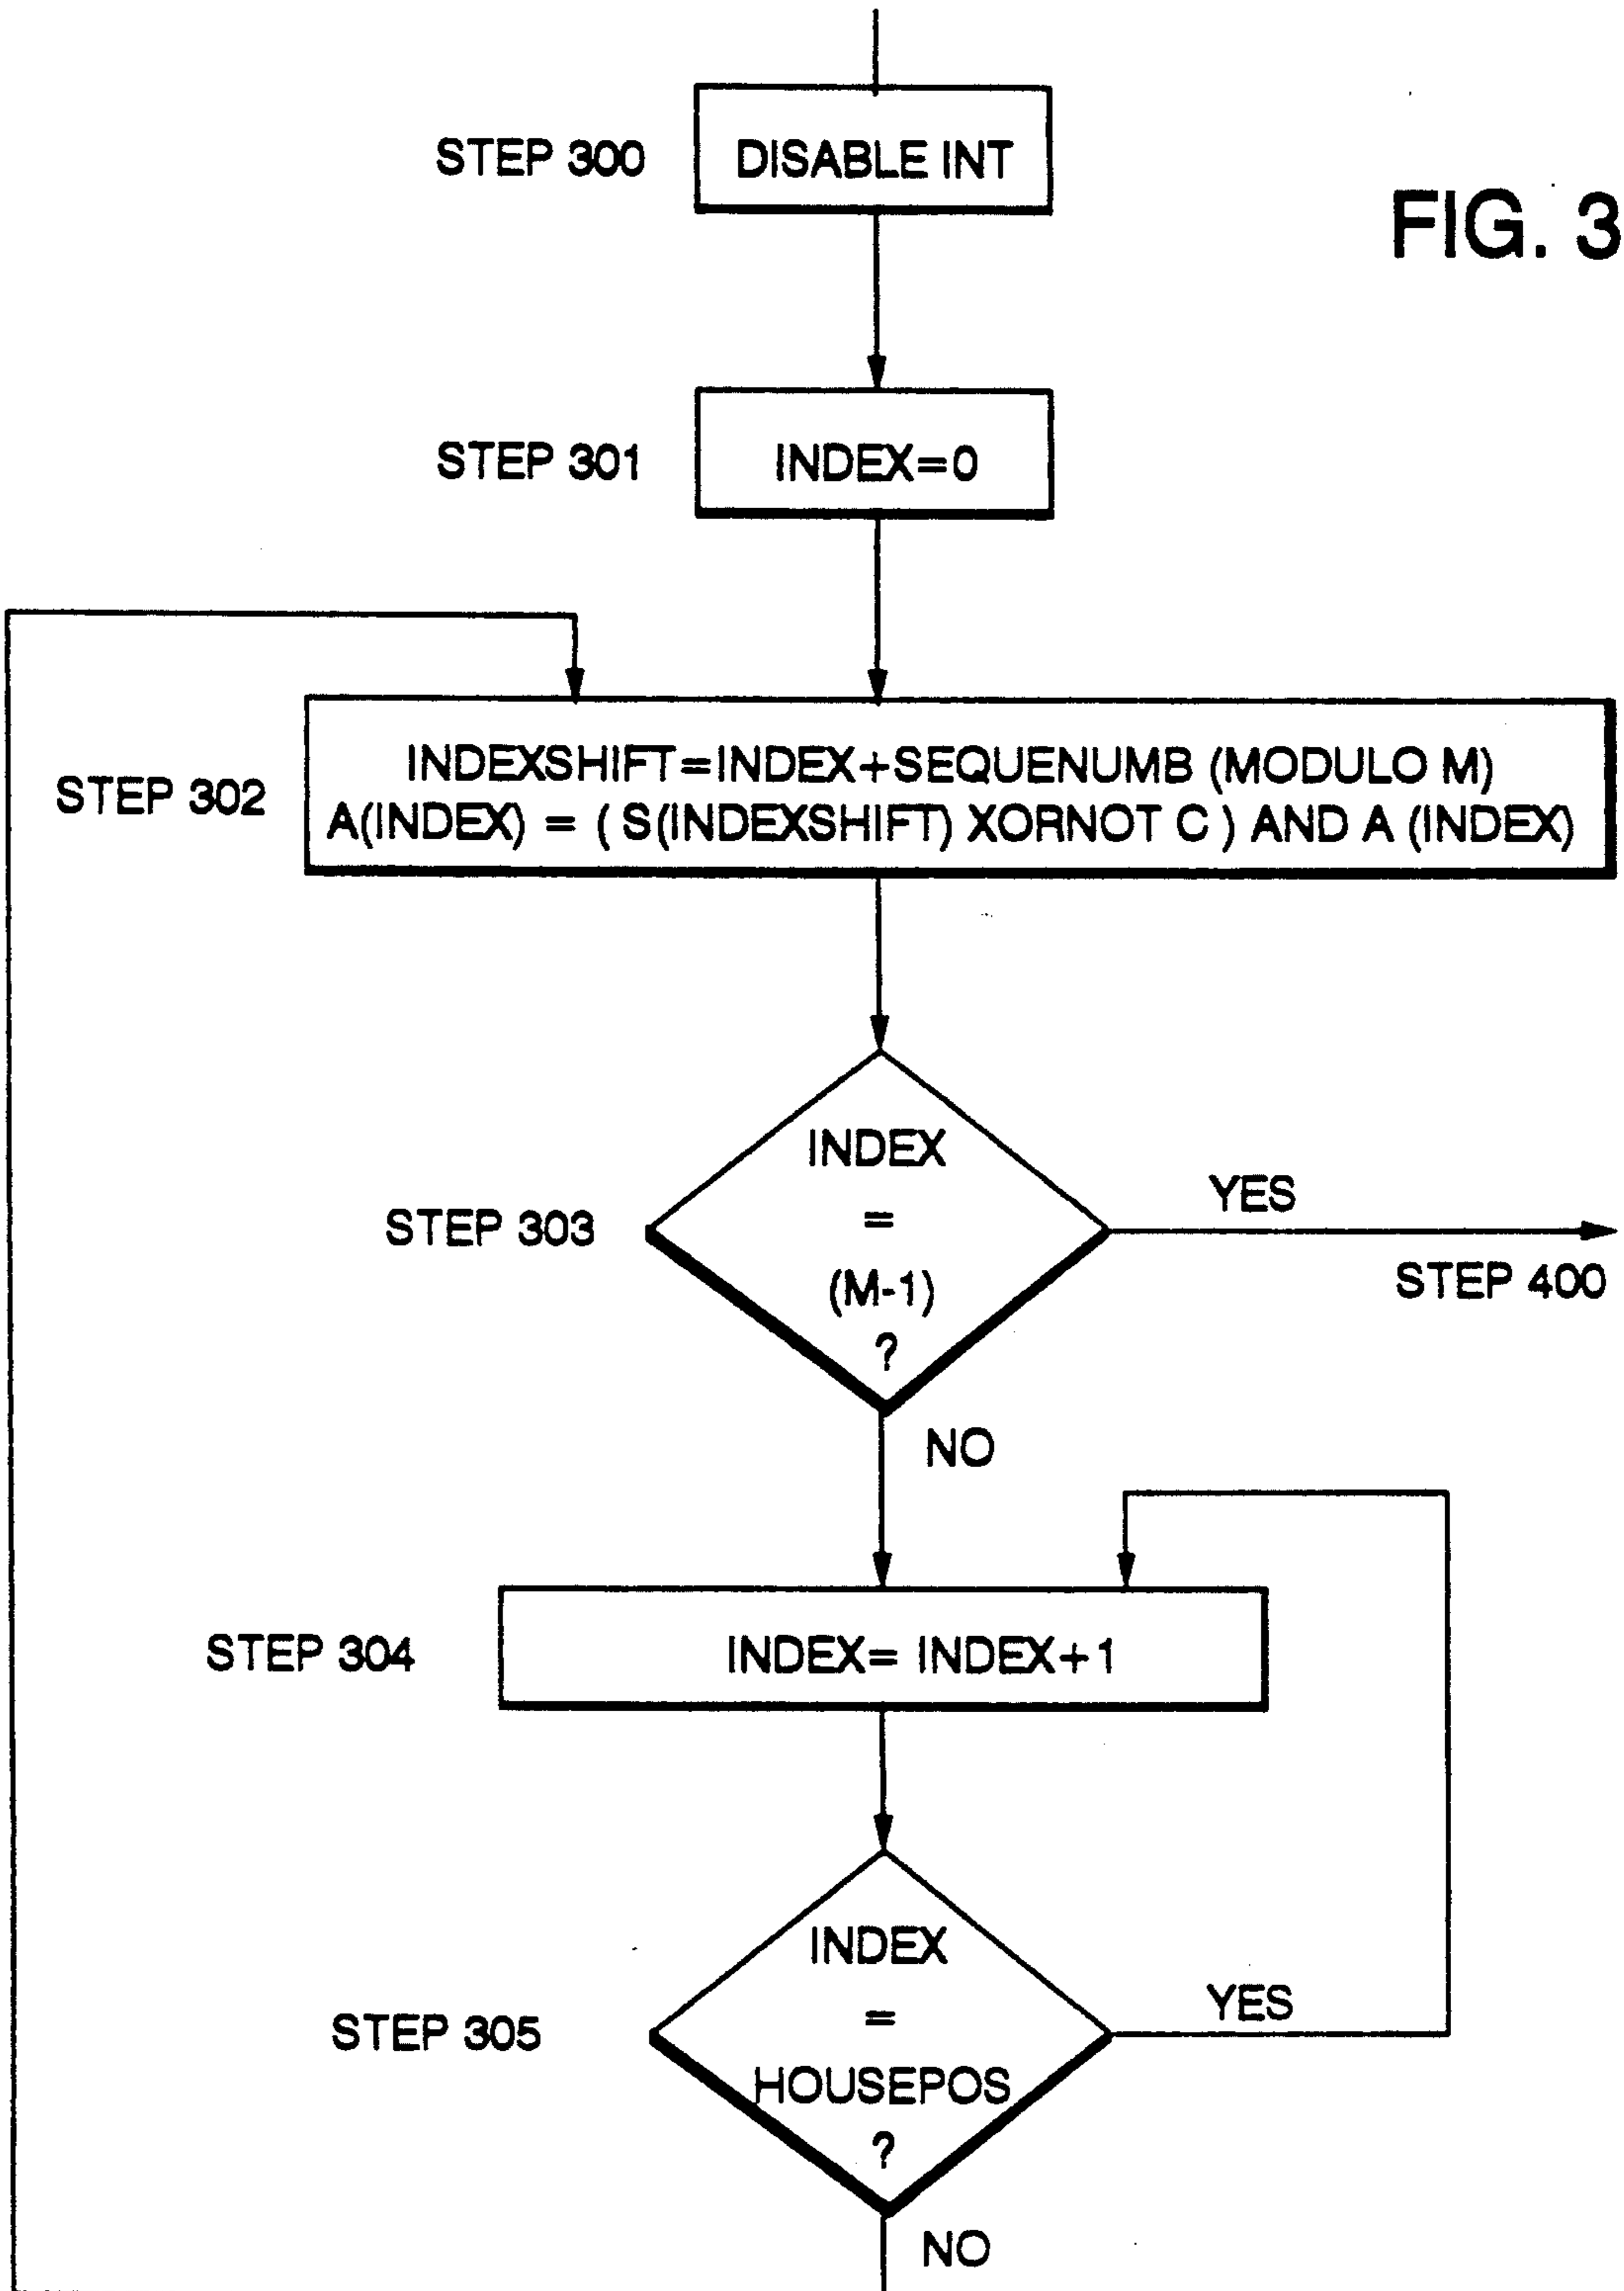 STEP 300
DISABLE INT
FIG. 3
STEP 301
INDEX=0
STEP 302
INDEXSHIFT=INDEX+SEQUENUMB (MODULO M)
A(INDEX) = ( S(INDEXSHIFT) XORNOT C ) AND A (INDEX)
INDEX
=
(M-1)
?
STEP 303
YES
STEP 400
NO
STEP 304
INDEX= INDEX+1
INDEX
=
HOUSEPOS
?
STEP 305
YES
NO